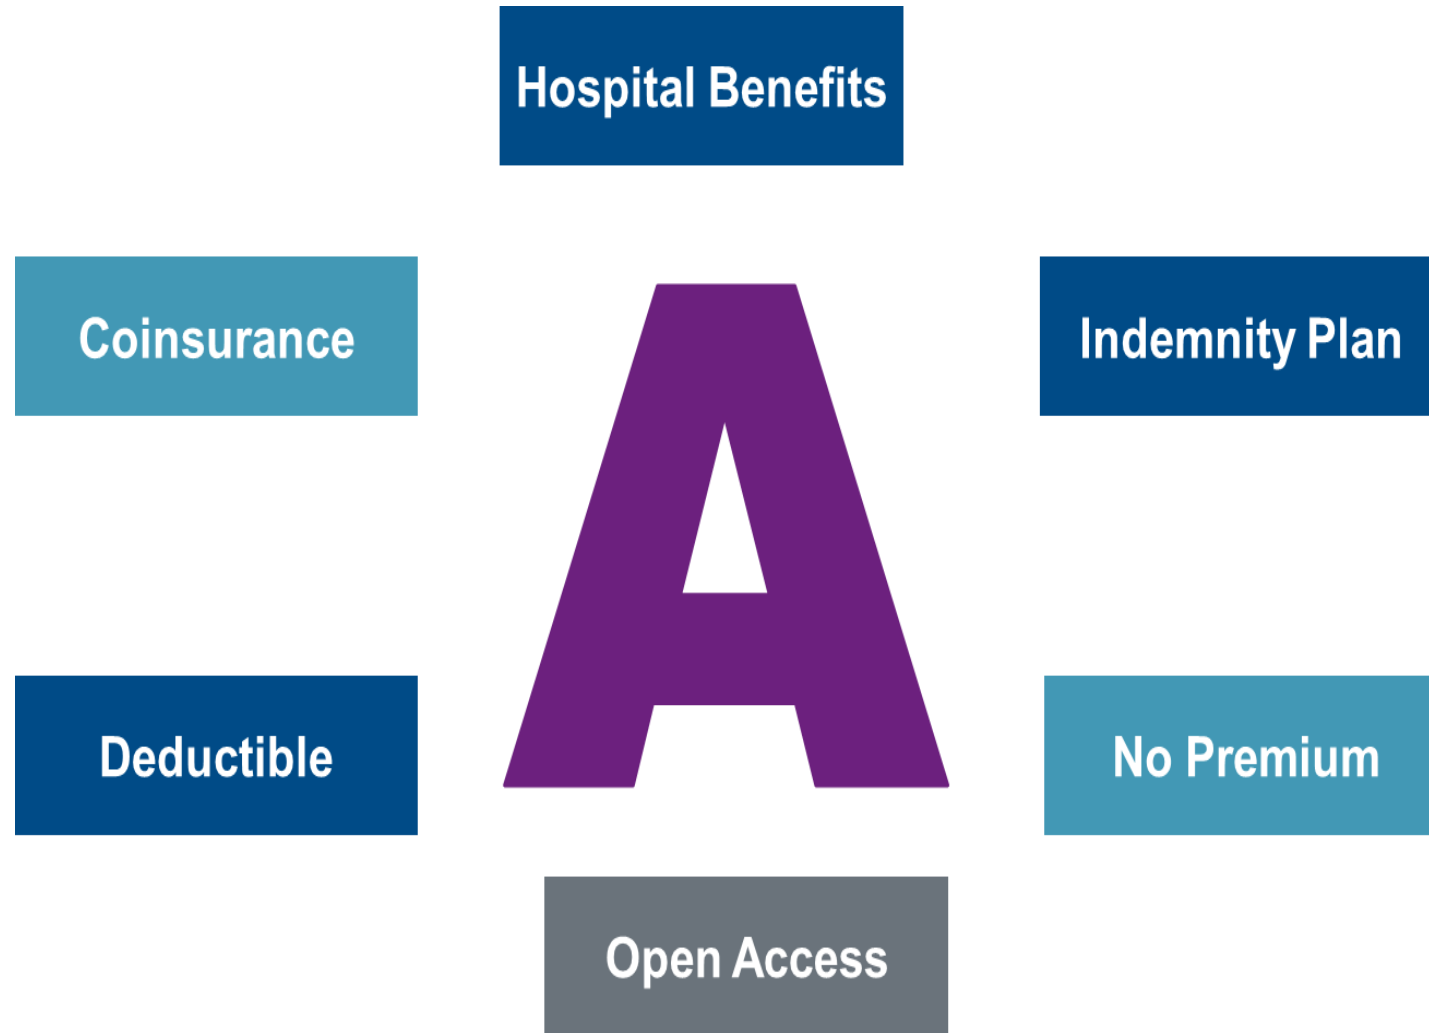 Hospital Benefits
Coinsurance
Indemnity Plan
A
Deductible
No Premium
Open Access